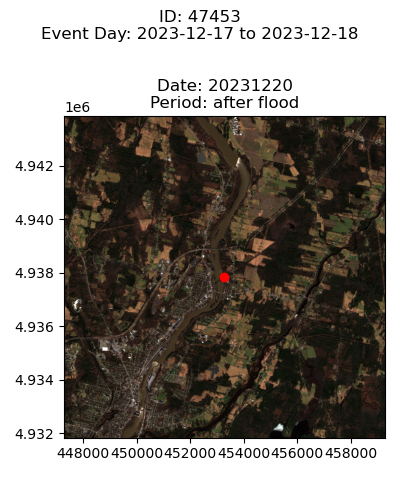 ID: 47453
Event Day: 2023-12-17 to 2023-12-18
Date: 20231220
Period: after flood
1e6
4.942
4.940
4.938
4.936
4.934
4.932
448000 450000 452000 454000 456000 458000